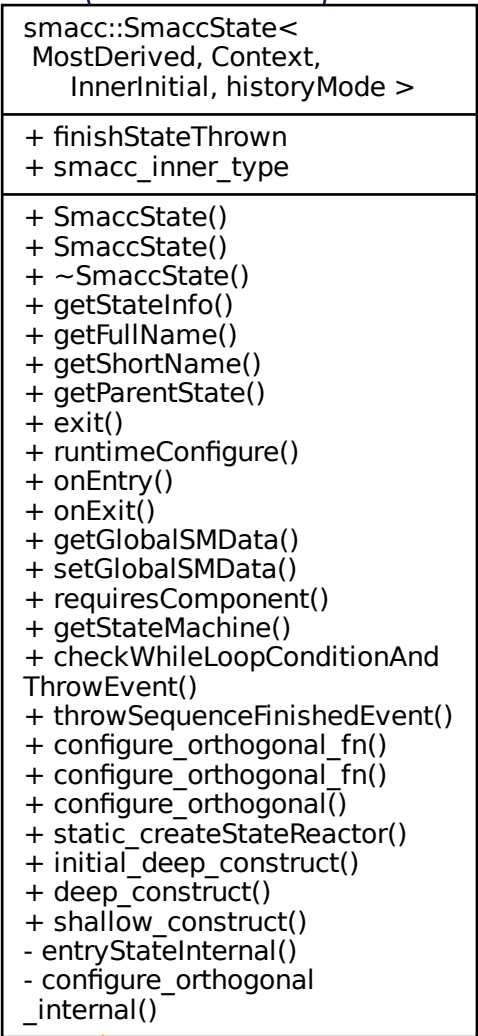 smacc::SmaccState<
MostDerived, Context,
InnerInitial, historyMode >
+ finishStateThrown
+ smacc_inner_type
+ SmaccState()
+ SmaccState()
+ ~SmaccState()
+ getStateInfo()
+ getFullName()
+ getShortName()
+ getParentState()
+ exit()
+ runtimeConfigure()
+ onEntry()
+ onExit()
+ getGlobalSMData()
+ setGlobalSMData()
+ requiresComponent()
+ getStateMachine()
+ checkWhileLoopConditionAnd
ThrowEvent()
+ throwSequenceFinishedEvent()
+ configure_orthogonal_fn()
+ configure_orthogonal_fn()
+ configure_orthogonal()
+ static_createStateReactor()
+ initial_deep_construct()
+ deep_construct()
+ shallow_construct()
- entryStateInternal()
- configure_orthogonal
_internal()